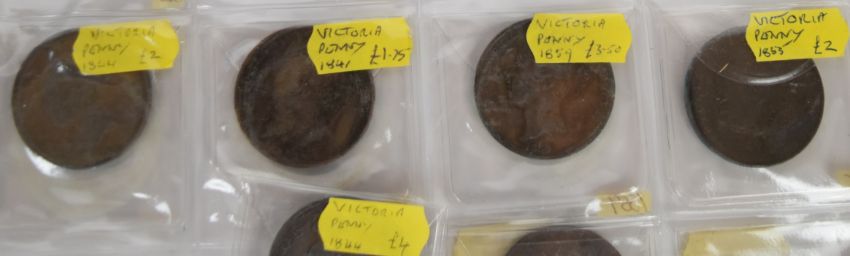 VICTORIA
PENNY
1844 £2
VICTORIA
PENNY
1841 £1.75
VICTORIA
PENNY
1859 £3.50
VICTORIA
PENNY
1853 £2
VICTORIA
PENNY
1844 £4